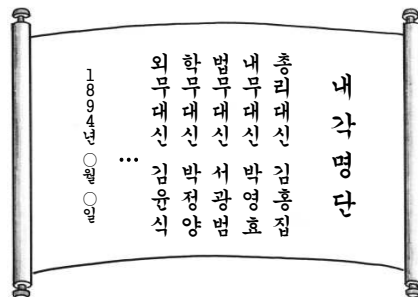 내각명단
총리대신 김홍집
내무대신 박영효
법무대신 서광범
학무대신 박정양
외무대신 김윤식
…
1894년 ○월 ○일